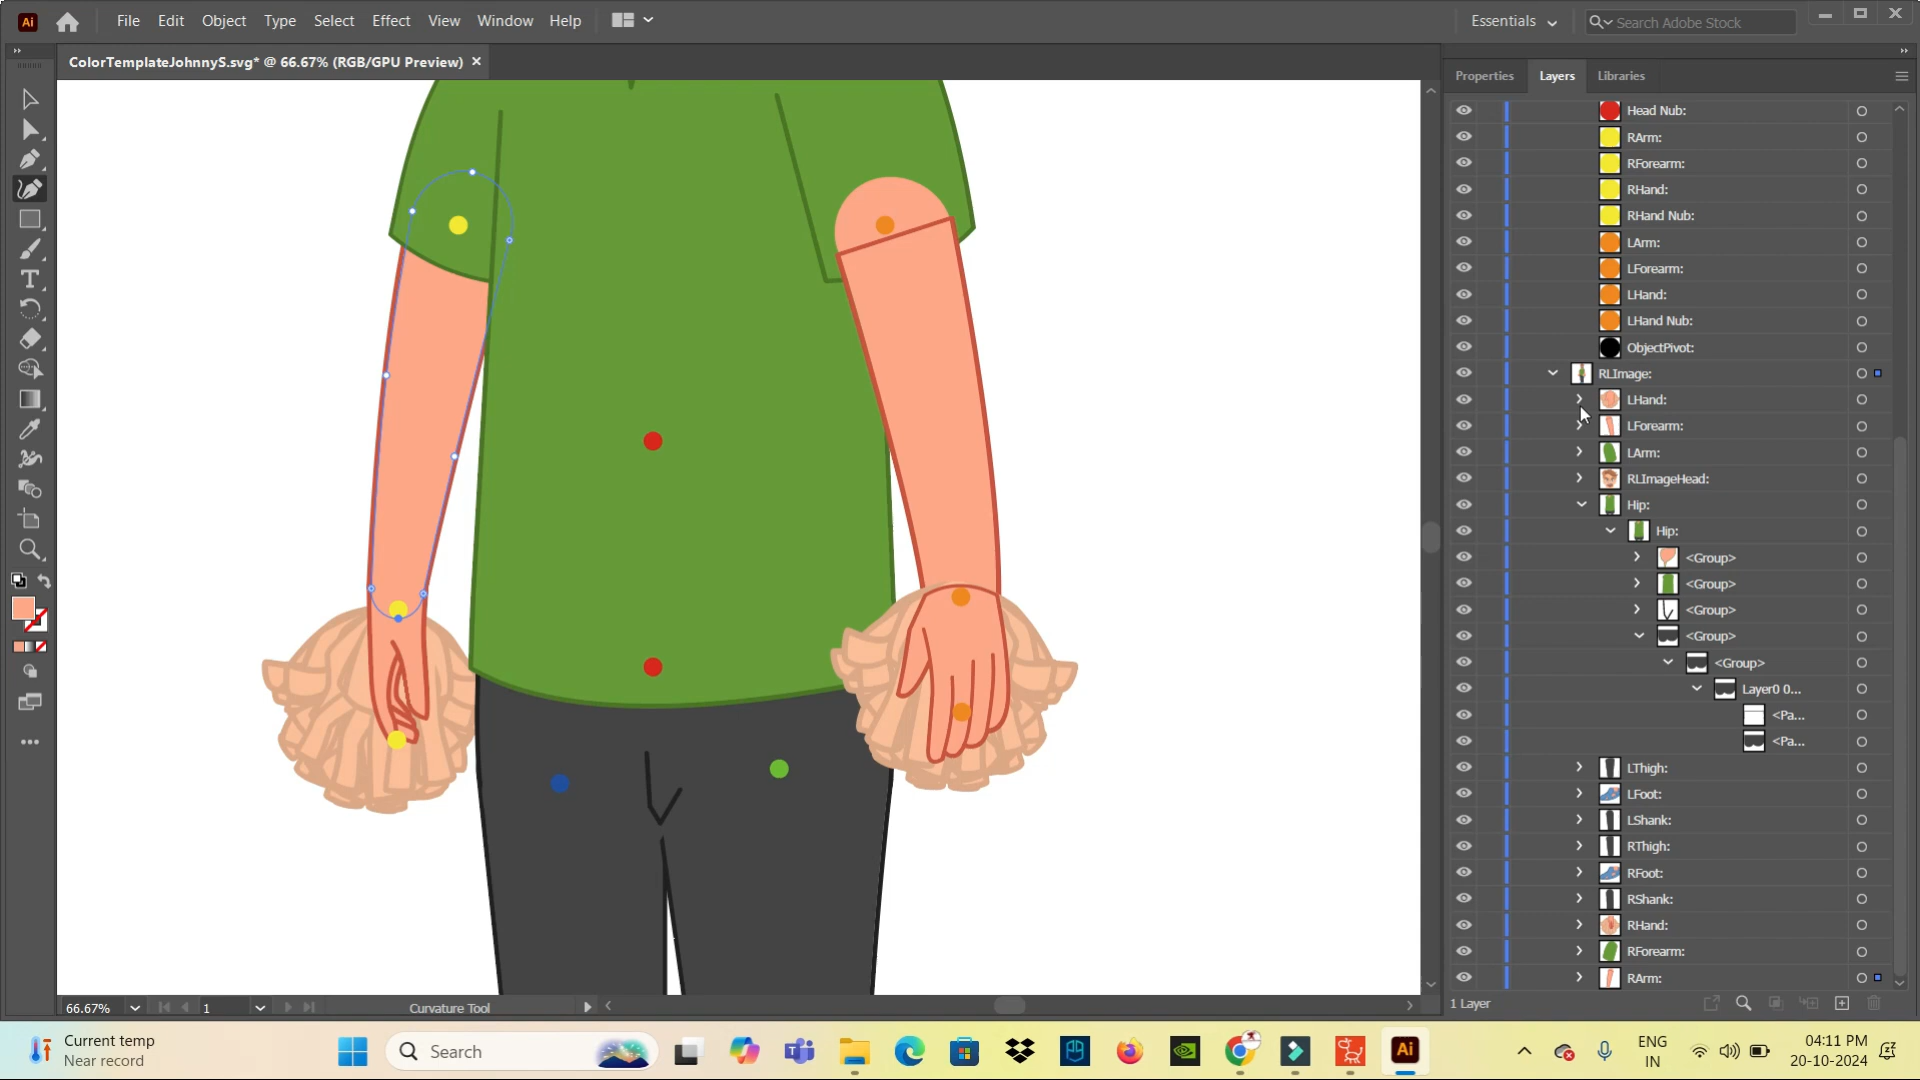 Ai File Edit Object Type Select Effect View Window Help Essentials Search Adobe Stock
ColorTemplateJohnnyS.svg* @ 66.67% (RGB/GPU Preview) ×
Properties Layers Libraries
Head Nub:
RArm:
RForearm:
RHand:
RHand Nub:
LArm:
LForearm:
LHand:
LHand Nub:
ObjectPivot:
RLImage:
LHand:
LForearm:
LArm:
RLImageHead:
Hip:
Hip:
<Group>
<Group>
<Group>
<Group>
<Group>
Layer0 0...
<Pa...
<Pa...
LThigh:
LFoot:
LShank:
RThigh:
RFoot:
RShank:
RHand:
RForearm:
RArm:
66.67% 1 Curvature Tool
1 Layer
Current temp
Near record
Search
Ai
ENG
IN
04:11 PM
20-10-2024